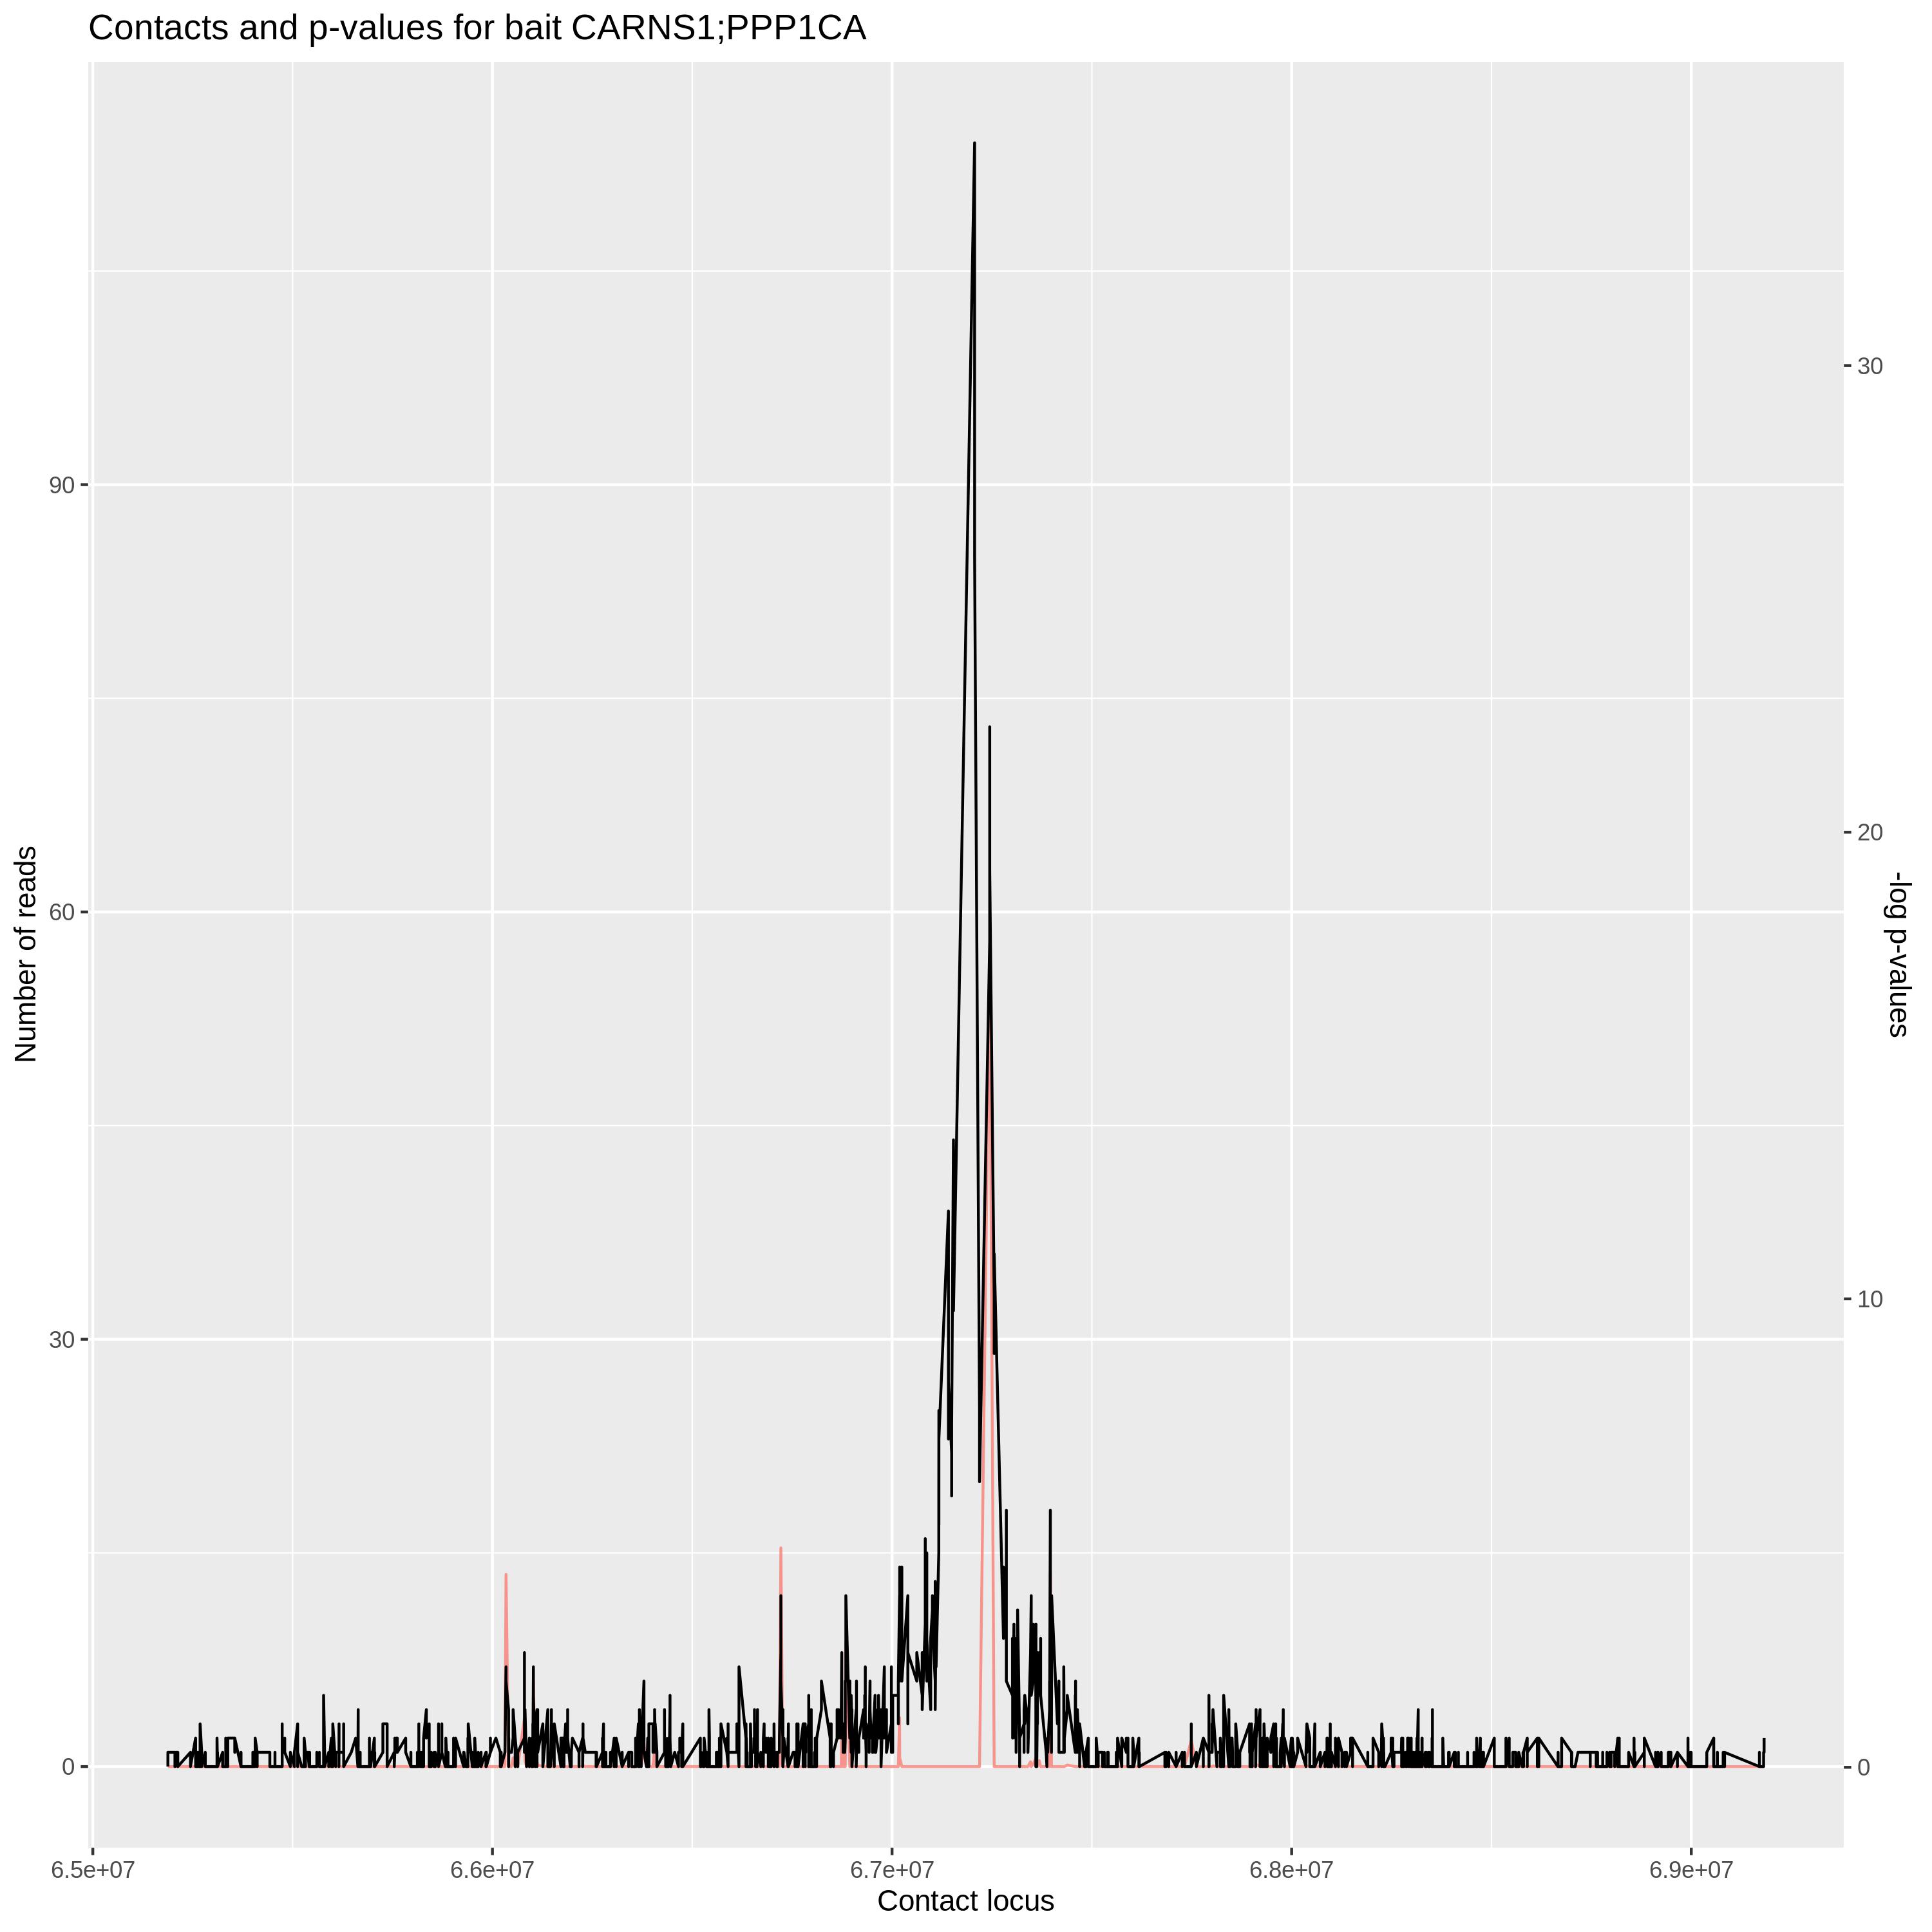 Contacts and p-values for bait CARNS1;PPP1CA
Number of reads
90
60
30
0
-log p-values
30
20
10
0
6.5e+07 6.6e+07 6.7e+07 6.8e+07 6.9e+07
Contact locus